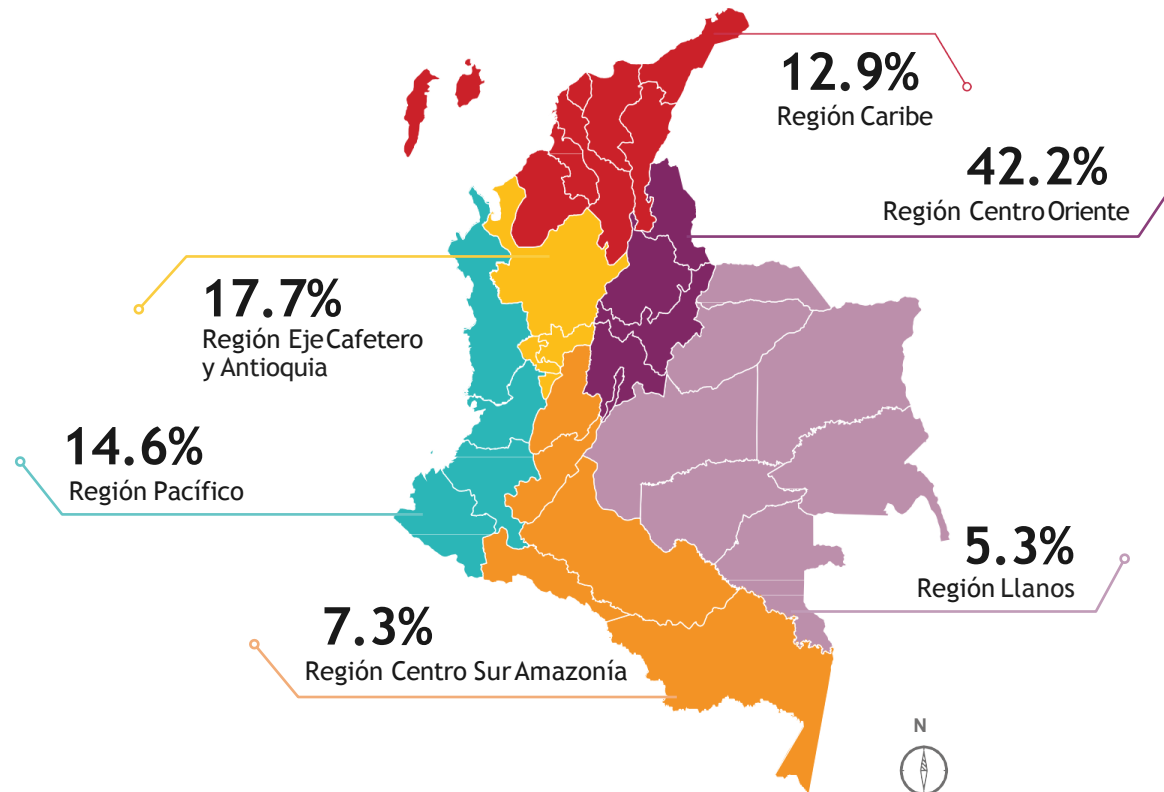 12.9%
Región Caribe
42.2%
Región Centro Oriente
17.7%
Región Eje Cafetero
y Antioquia
14.6%
Región Pacífico
5.3%
Región Llanos
7.3%
Región Centro Sur Amazonía
N